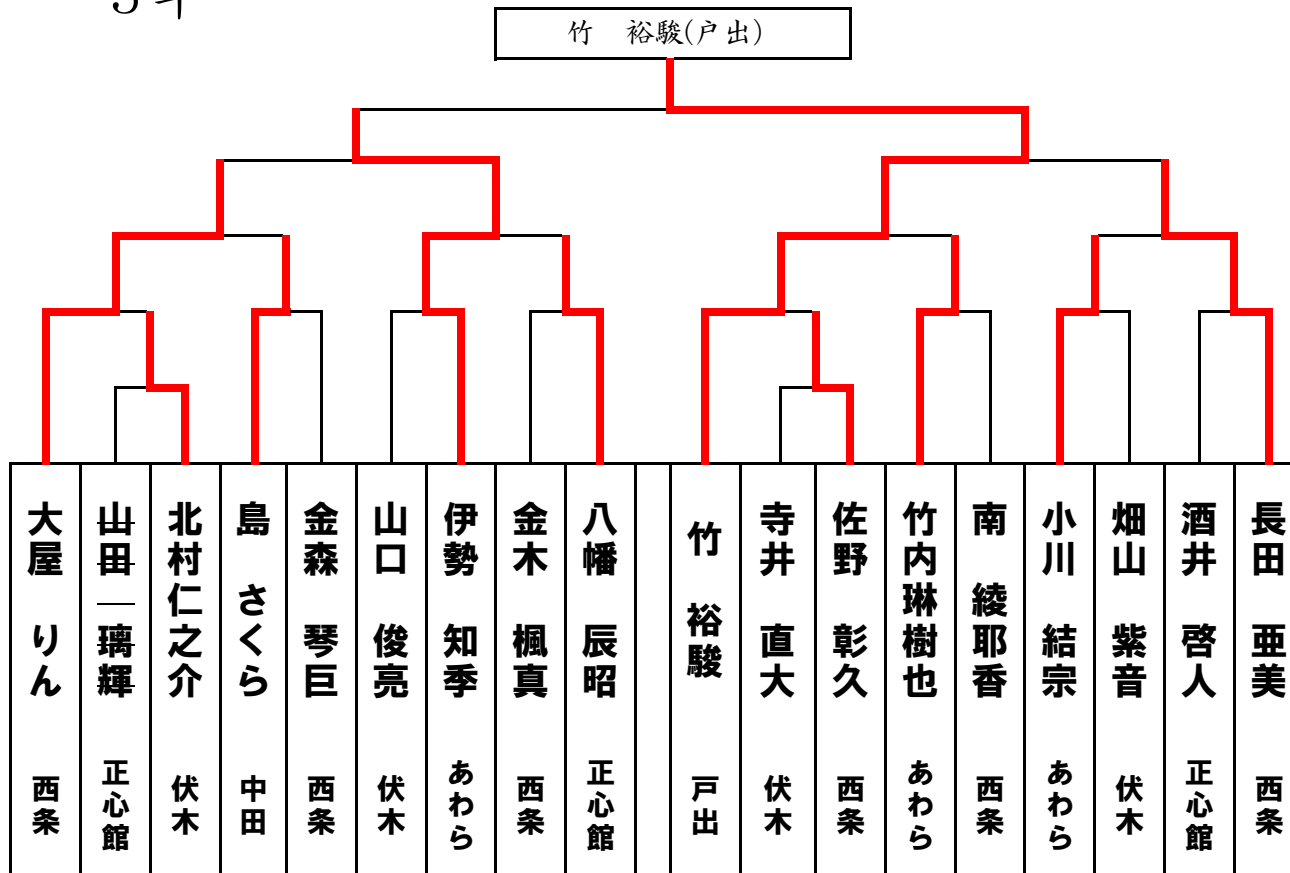 竹 裕駿(戸出)
大屋 りん 西条
山田 璃輝 正心館
北村仁之介 伏木
島 さくら 中田
金森 琴巨 西条
山口 俊亮 伏木
伊勢 知季 あわら
金木 楓真 西条
八幡 辰昭 正心館
竹 裕駿 戸出
寺井 直大 伏木
佐野 彰久 西条
竹内琳樹也 あわら
南 綾耶香 西条
小川 結宗 あわら
畑山 紫音 伏木
酒井 啓人 正心館
長田 亜美 西条